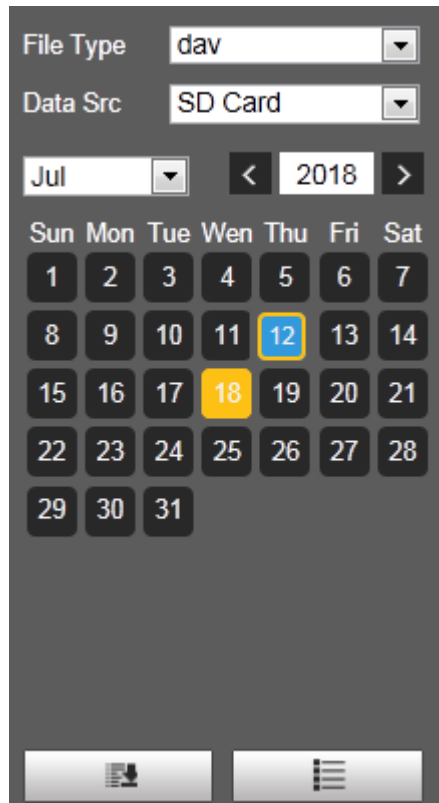 File Type dav
Data Src SD Card
Jul < 2018 >
Sun Mon Tue Wen Thu Fri Sat
1 2 3 4 5 6 7
8 9 10 11 12 13 14
15 16 17 18 19 20 21
22 23 24 25 26 27 28
29 30 31